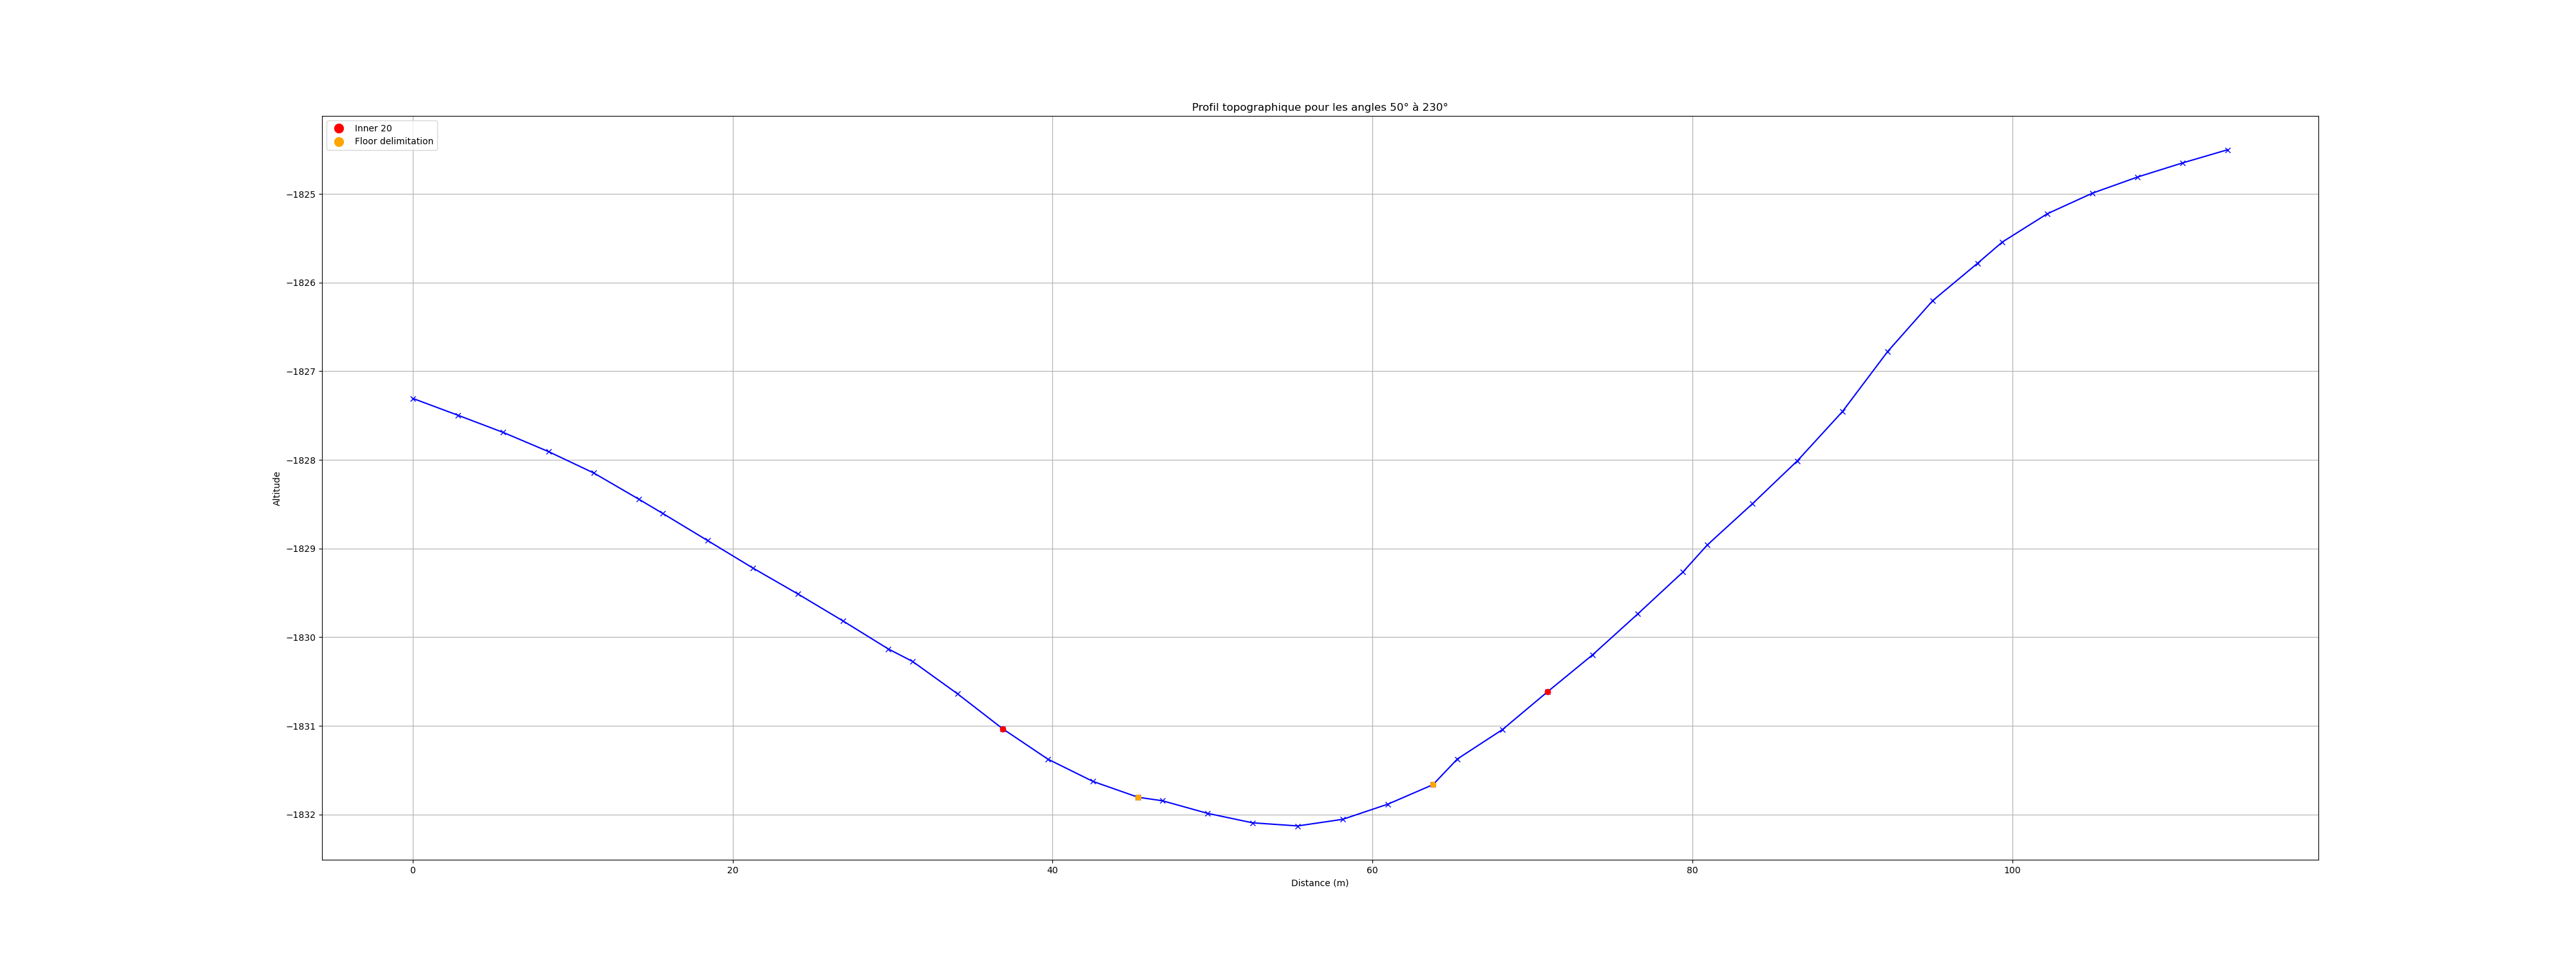 Profil topographique pour les angles 50° à 230°
Inner 20
Floor delimitation
−1825
−1826
−1827
−1828
−1829
−1830
−1831
−1832
Altitude
0 20 40 60 80 100
Distance (m)